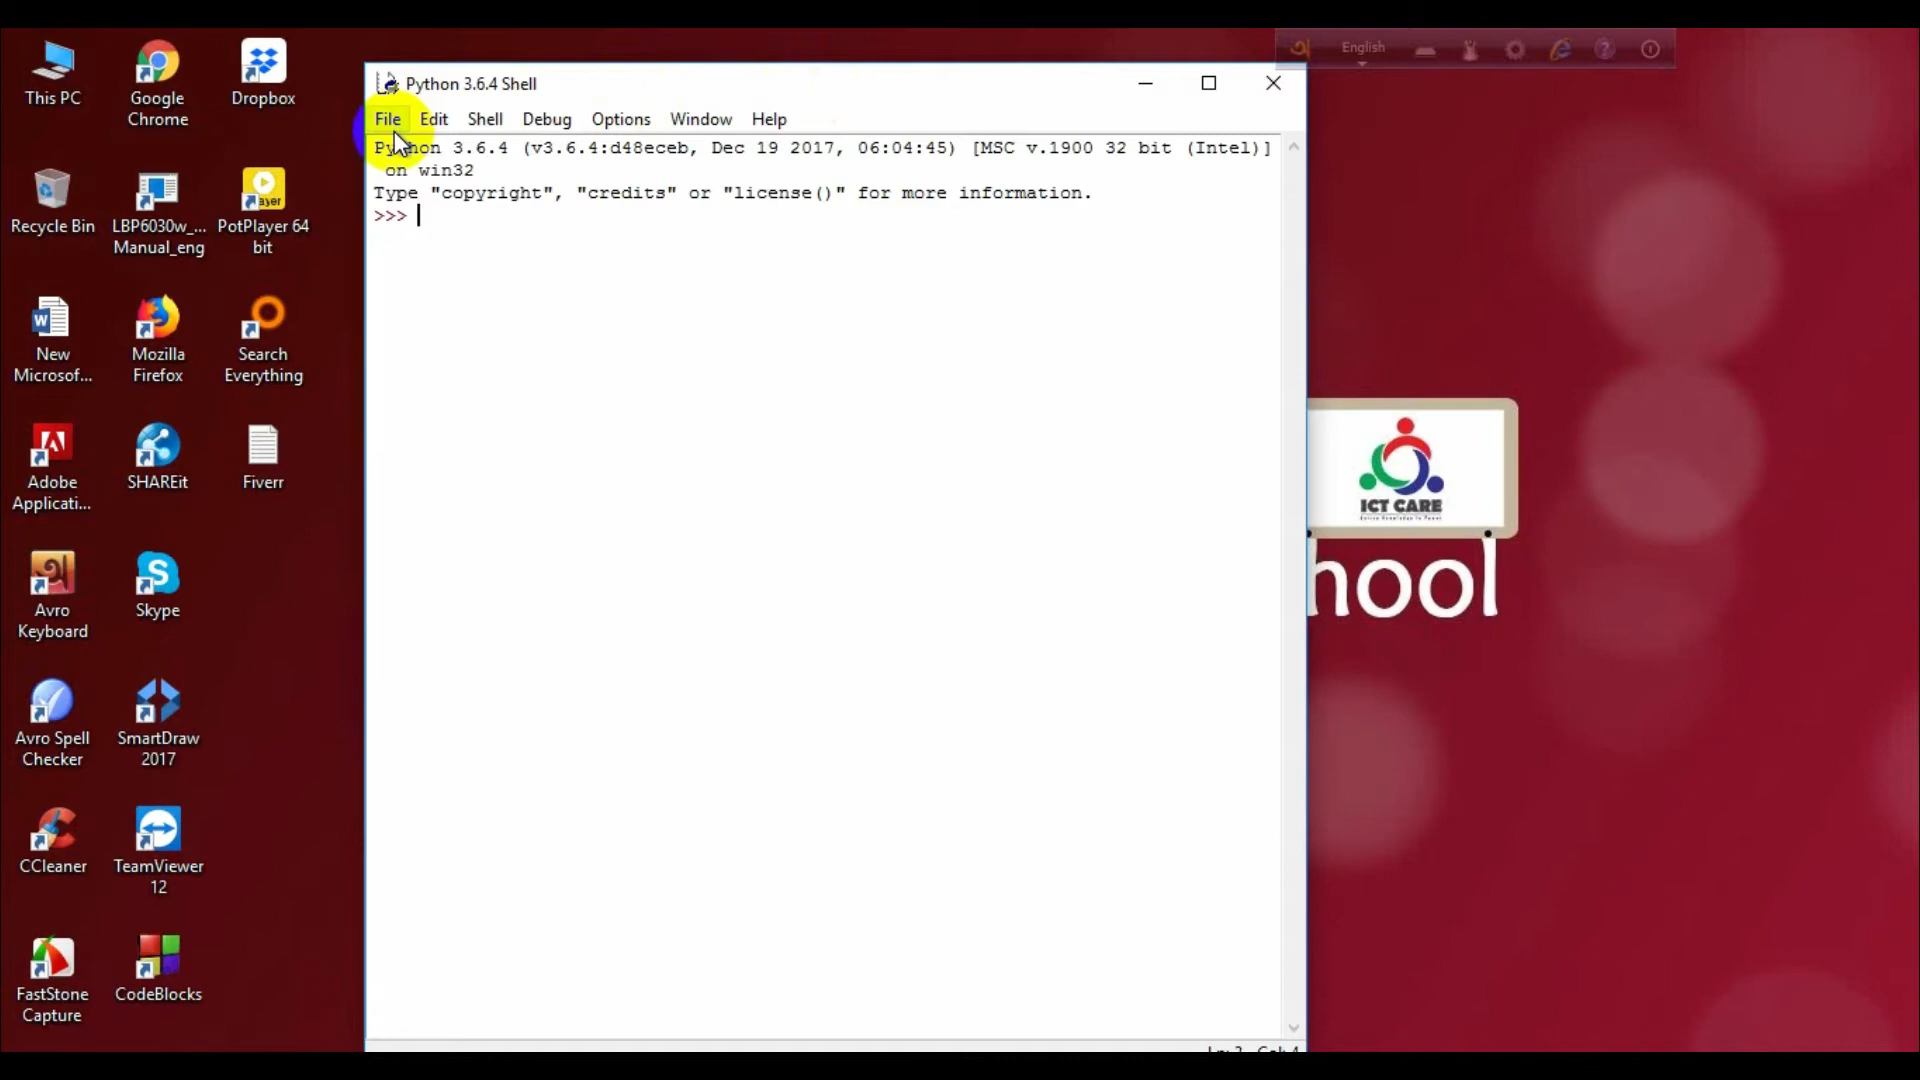 English
Python 3.6.4 Shell
File Edit Shell Debug Options Window Help
Python 3.6.4 (v3.6.4:d48eceb, Dec 19 2017, 06:04:45) [MSC v.1900 32 bit (Intel)]
on win32
Type "copyright", "credits" or "license()" for more information.
>>>
This PC
Google
Chrome
Dropbox
Recycle Bin
LBP6030w_...
Manual_eng
PotPlayer 64
bit
New
Microsof...
Mozilla
Firefox
Search
Everything
Adobe
Applicati...
SHAREit
Fiverr
Avro
Keyboard
Skype
Avro Spell
Checker
SmartDraw
2017
CCleaner
TeamViewer
12
FastStone
Capture
CodeBlocks
ICT CARE
hool